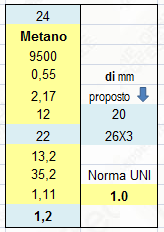 24
Metano
9500
0,55 di mm
2,17 proposto
12 20
22 26X3
13,2
35,2 Norma UNI
1,11 1.0
1,2